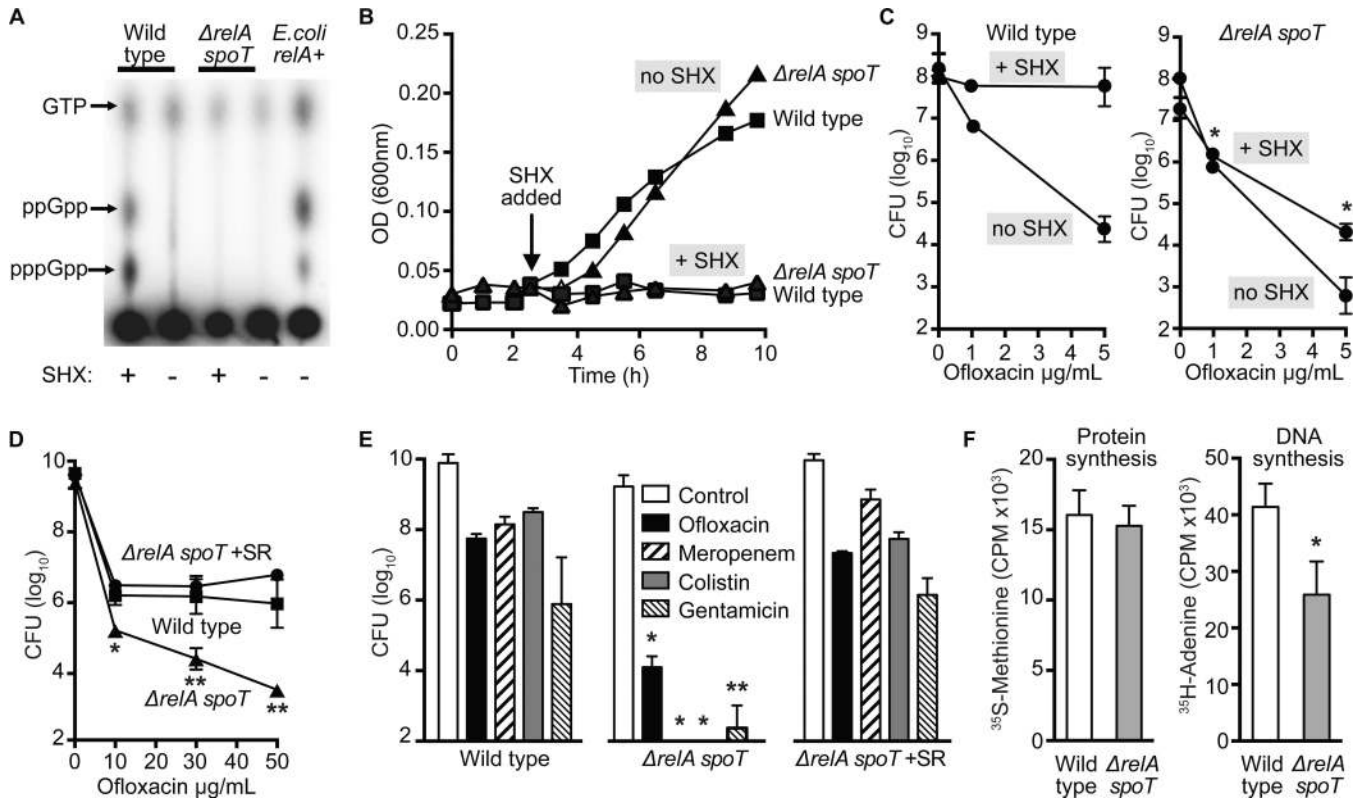 A
Wild type
ΔrelA spoT
E.coli relA+
GTP
ppGpp
pppGpp
SHX: + - + - 
B
OD (600nm)
0.25
0.20
0.15
0.10
0.05
0.00
no SHX
ΔrelA spoT
Wild type
SHX added
+ SHX
ΔrelA spoT
Wild type
0 2 4 6 8 10
Time (h)
C
Wild type
CFU (log10)
9
8
7
6
5
4
3
2
+ SHX
no SHX
0 1 5
Ofloxacin µg/mL
ΔrelA spoT
CFU (log10)
9
8
7
6
5
4
3
2
*
+ SHX
*
no SHX
0 1 5
Ofloxacin µg/mL
D
CFU (log10)
10
8
6
4
2
ΔrelA spoT +SR
Wild type
*
**
ΔrelA spoT
**
0 10 20 30 40 50
Ofloxacin µg/mL
E
CFU (log10)
10
8
6
4
2
Control
Ofloxacin
Meropenem
Colistin
Gentamicin
*
* *
**
Wild type
ΔrelA spoT
ΔrelA spoT +SR
F
Protein synthesis
35S-Methionine (CPM x10³)
20
15
10
5
0
Wild type
ΔrelA spoT
DNA synthesis
35H-Adenine (CPM x10³)
50
40
30
20
10
0
*
Wild type
ΔrelA spoT